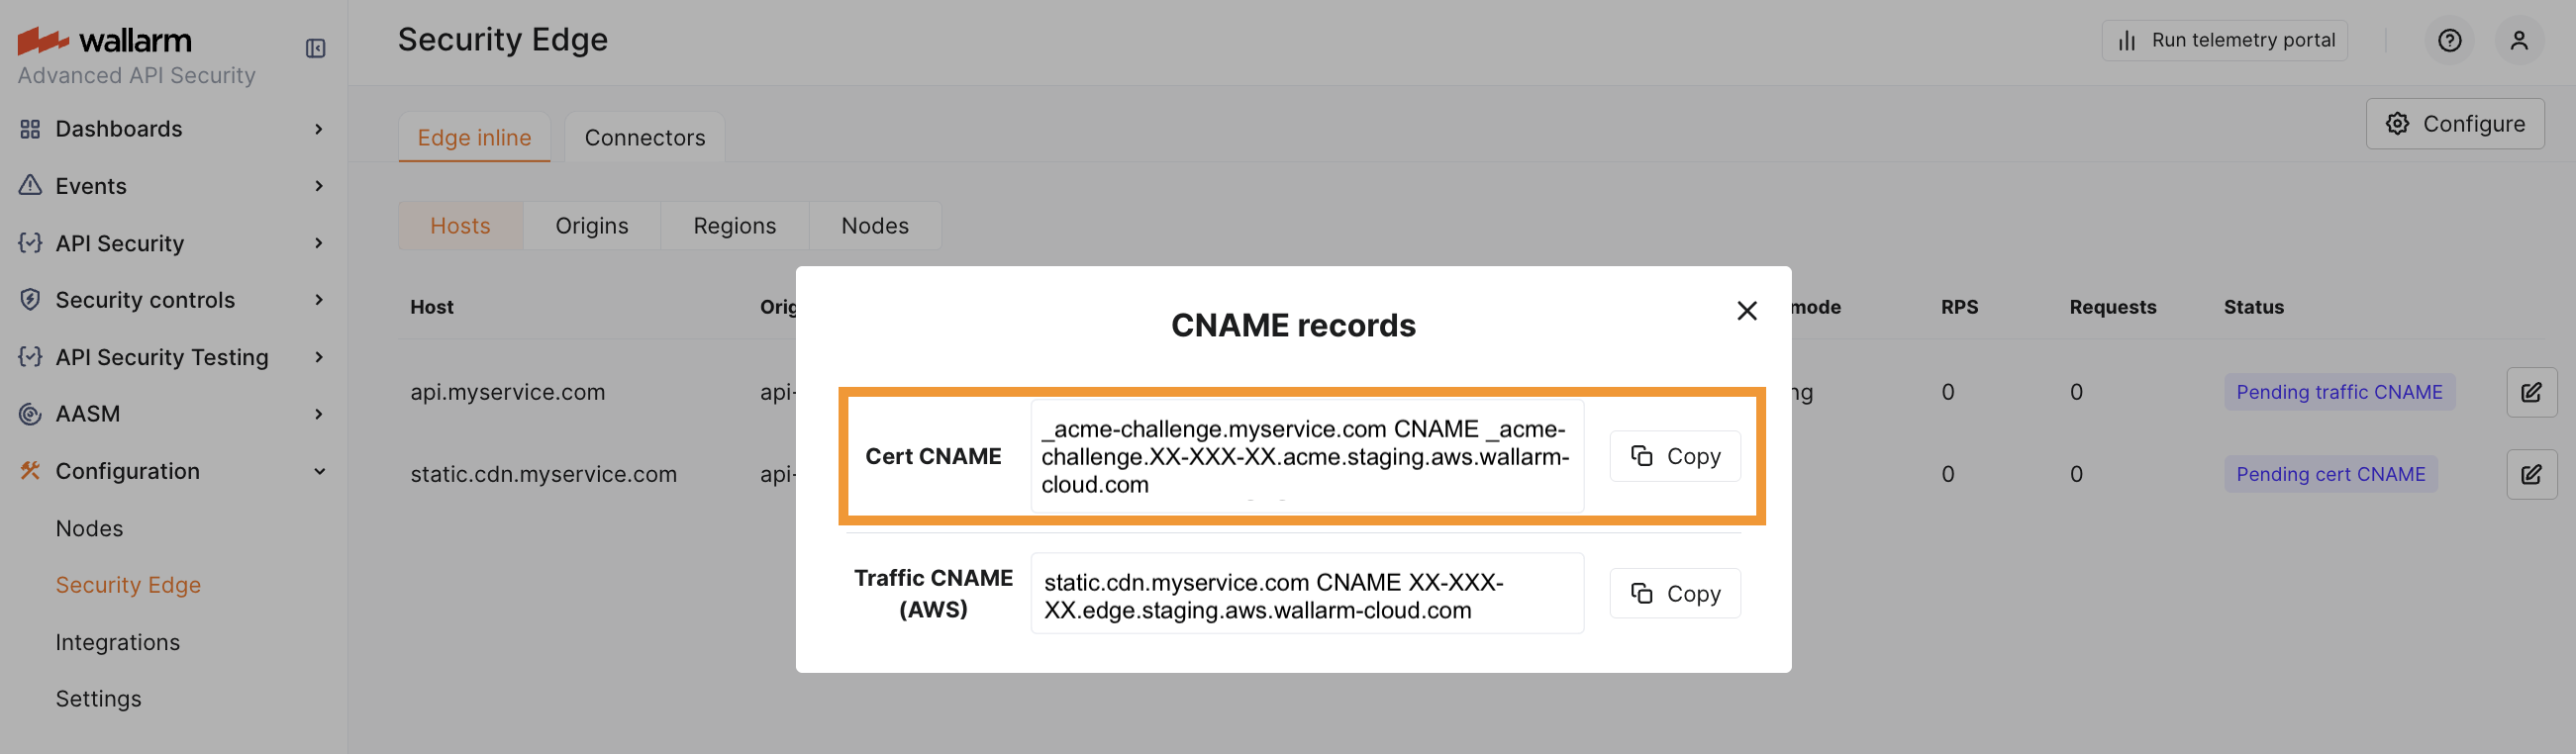 wallarm
Advanced API Security
Dashboards
Events
API Security
Security controls
API Security Testing
AASM
Configuration
Nodes
Security Edge
Integrations
Settings
Security Edge
Run telemetry portal
Edge inline
Connectors
Configure
Hosts
Origins
Regions
Nodes
Host
mode
RPS
Requests
Status
api.myservice.com
api-
0
0
Pending traffic CNAME
static.cdn.myservice.com
api-
0
0
Pending cert CNAME
CNAME records
Cert CNAME
_acme-challenge.myservice.com CNAME _acme-
challenge.XX-XXX-XX.acme.staging.aws.wallarm-
cloud.com
Copy
Traffic CNAME
(AWS)
static.cdn.myservice.com CNAME XX-XXX-
XX.edge.staging.aws.wallarm-cloud.com
Copy